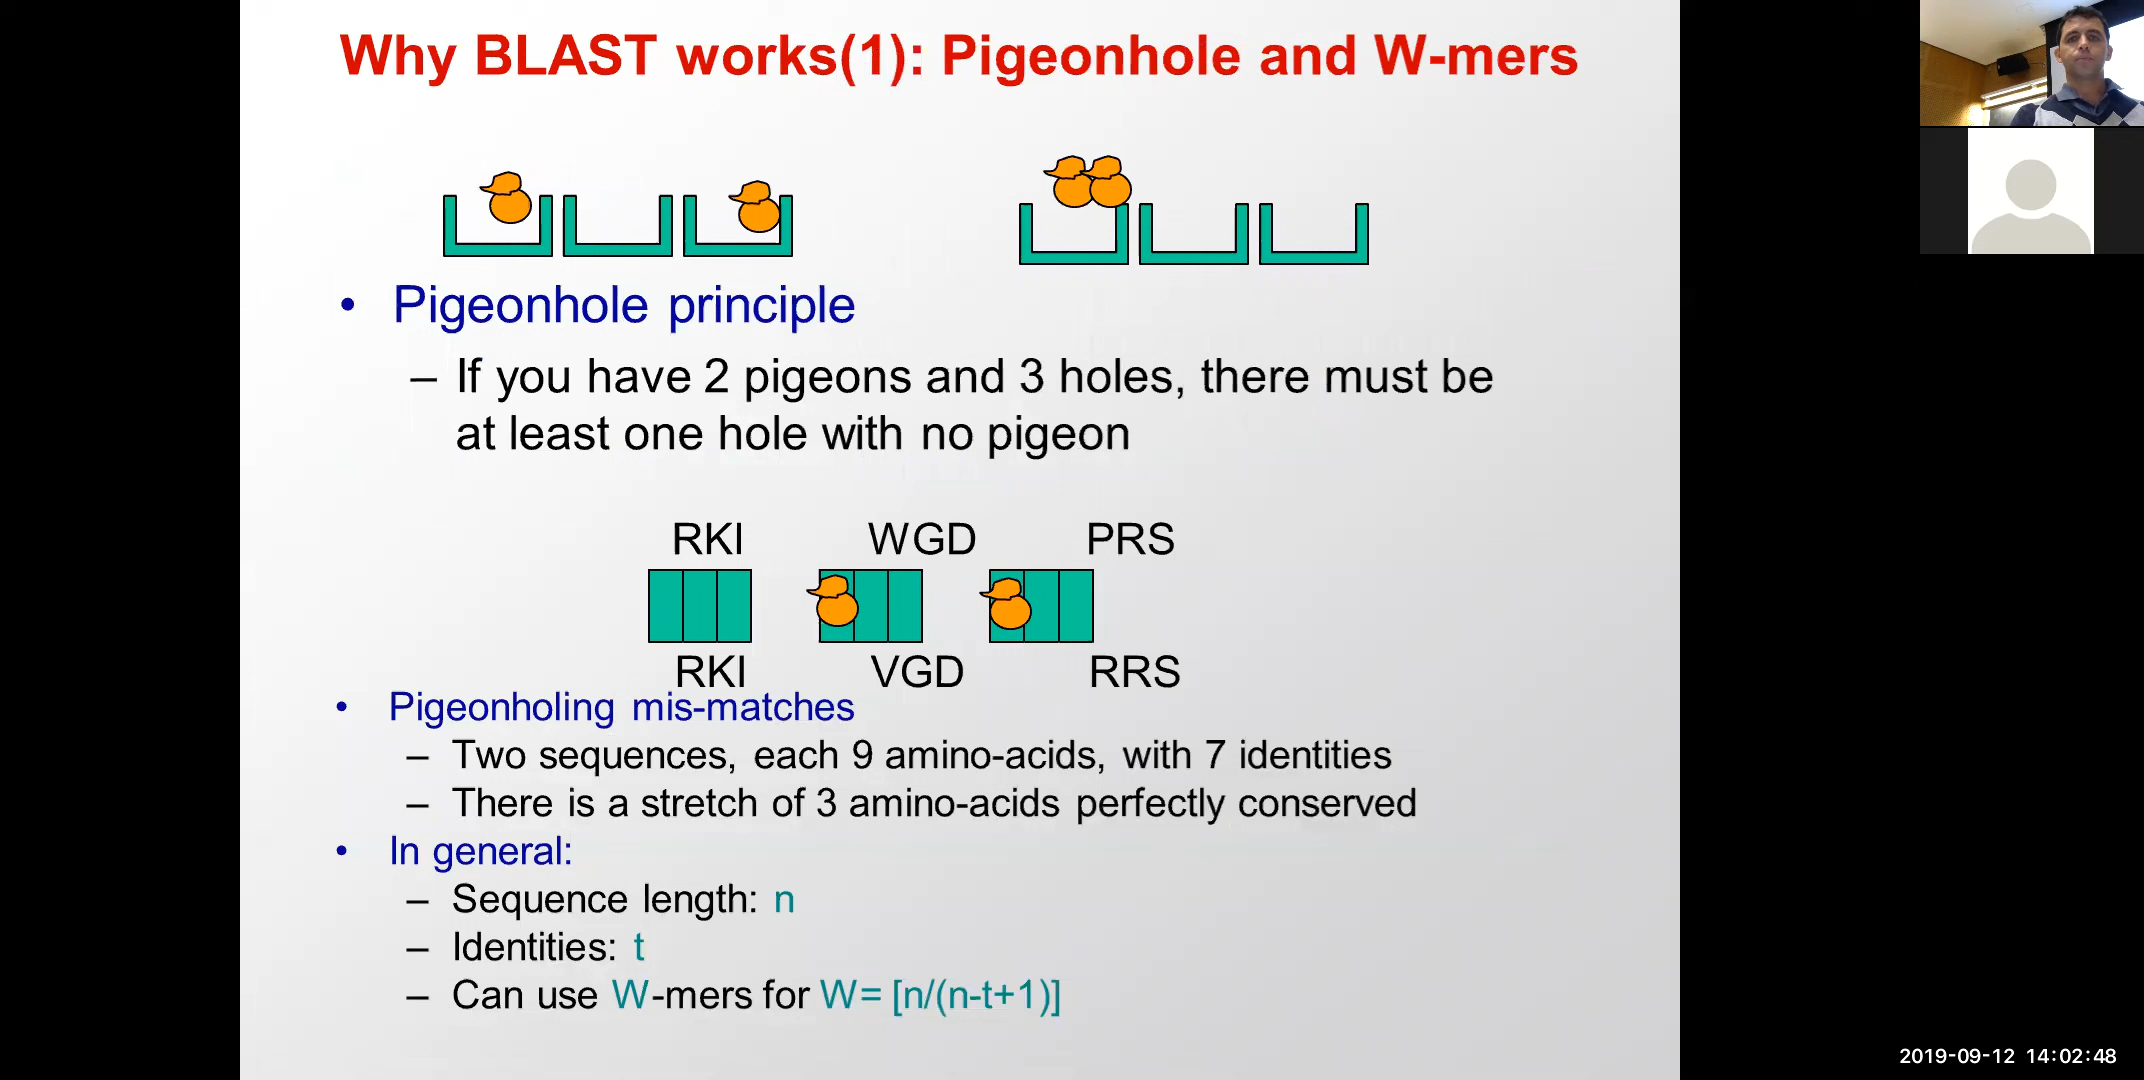 Why BLAST works(1): Pigeonhole and W-mers
• Pigeonhole principle
– If you have 2 pigeons and 3 holes, there must be
at least one hole with no pigeon
RKI WGD PRS
RKI VGD RRS
• Pigeonholing mis-matches
– Two sequences, each 9 amino-acids, with 7 identities
– There is a stretch of 3 amino-acids perfectly conserved
• In general:
– Sequence length: n
– Identities: t
– Can use W-mers for W= [n/(n-t+1)]
2019-09-12 14:02:48